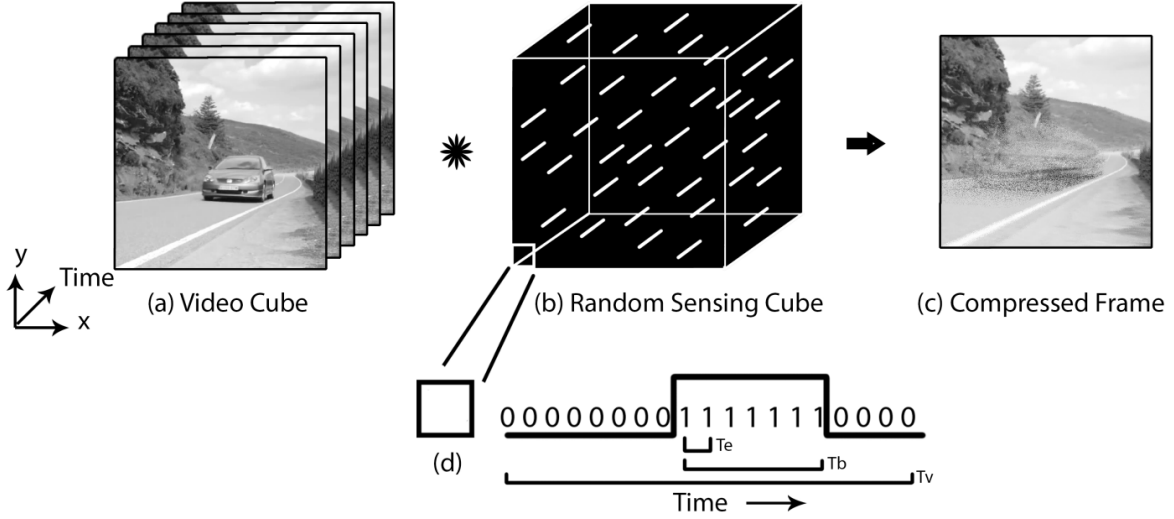 y
Time
x
(a) Video Cube
(b) Random Sensing Cube
(c) Compressed Frame
(d)
0 0 0 0 0 0 0 0 1 1 1 1 1 1 1 0 0 0 0
Te
Tb
Tv
Time